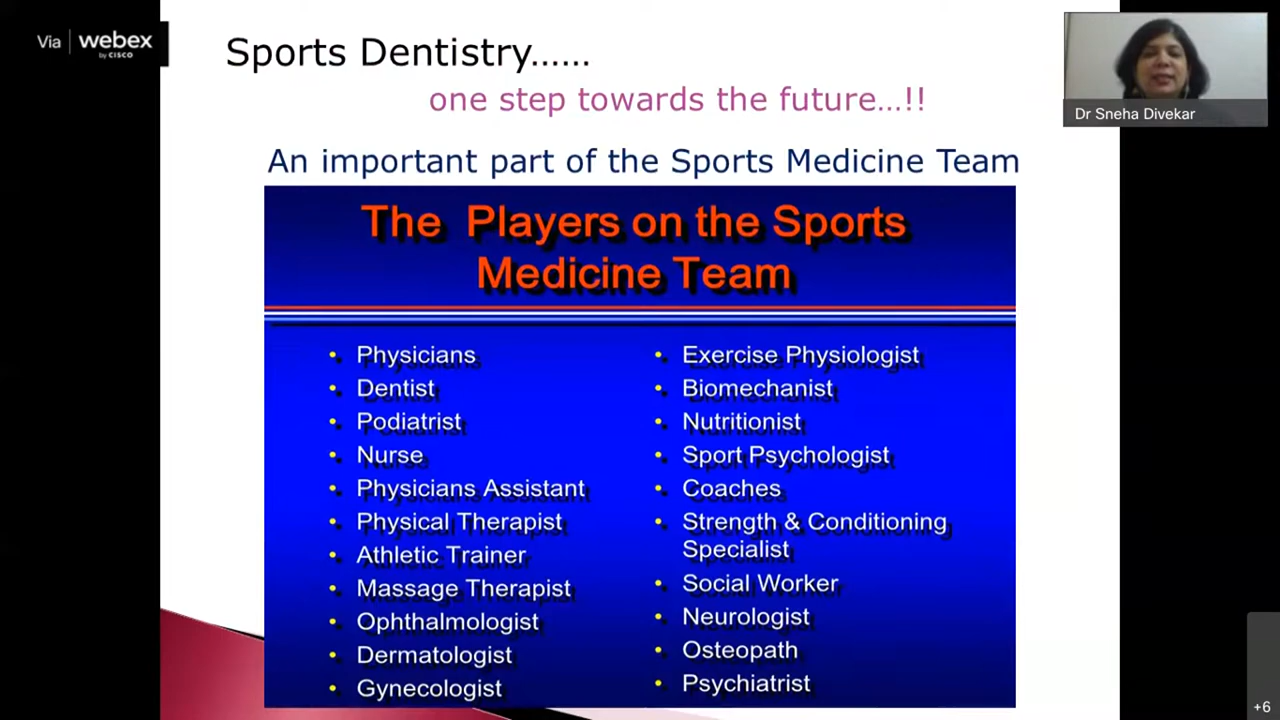 Via webex
by CISCO
Sports Dentistry......
one step towards the future...!!
Dr Sneha Divekar
An important part of the Sports Medicine Team
The Players on the Sports
Medicine Team
• Physicians
• Dentist
• Podiatrist
• Nurse
• Physicians Assistant
• Physical Therapist
• Athletic Trainer
• Massage Therapist
• Ophthalmologist
• Dermatologist
• Gynecologist
• Exercise Physiologist
• Biomechanist
• Nutritionist
• Sport Psychologist
• Coaches
• Strength & Conditioning
Specialist
• Social Worker
• Neurologist
• Osteopath
• Psychiatrist
+6